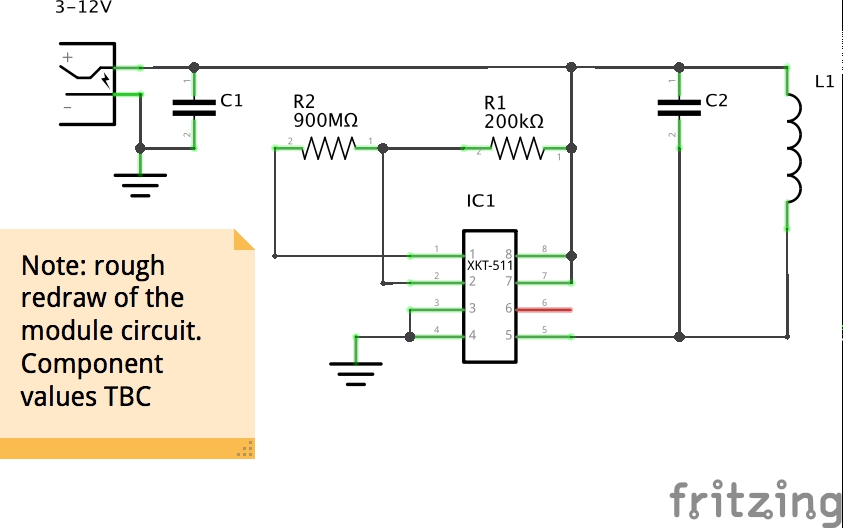 3-12V
+
-
1
C1
2
R2
900MΩ
2
1
R1
200kΩ
2
1
1
C2
2
L1
IC1
XKT-511
1
1
8
8
2
2
7
7
3
3
6
6
4
4
5
5
Note: rough
redraw of the
module circuit.
Component
values TBC
fritzing